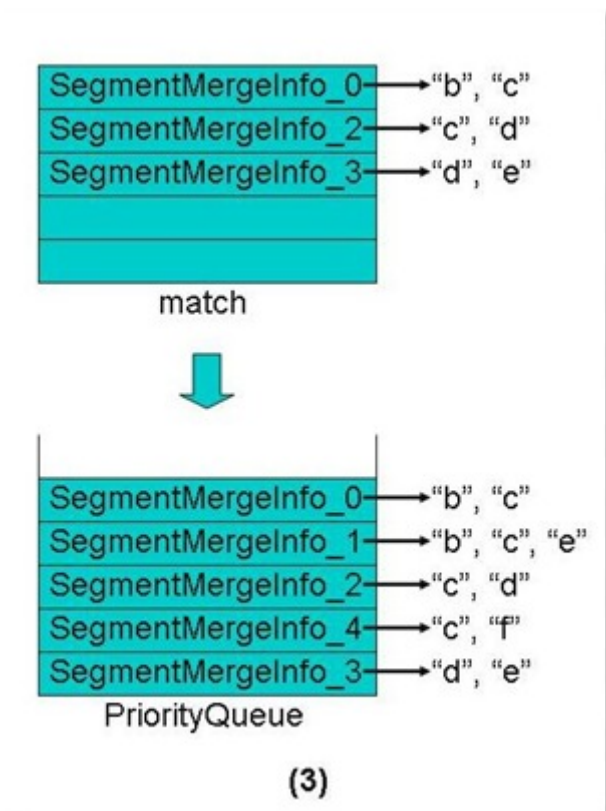 SegmentMergeInfo_0 “b”, “c”
SegmentMergeInfo_2 “c”, “d”
SegmentMergeInfo_3 “d”, “e”
match
SegmentMergeInfo_0 “b”, “c”
SegmentMergeInfo_1 “b”, “c”, “e”
SegmentMergeInfo_2 “c”, “d”
SegmentMergeInfo_4 “c”, “f”
SegmentMergeInfo_3 “d”, “e”
PriorityQueue
(3)